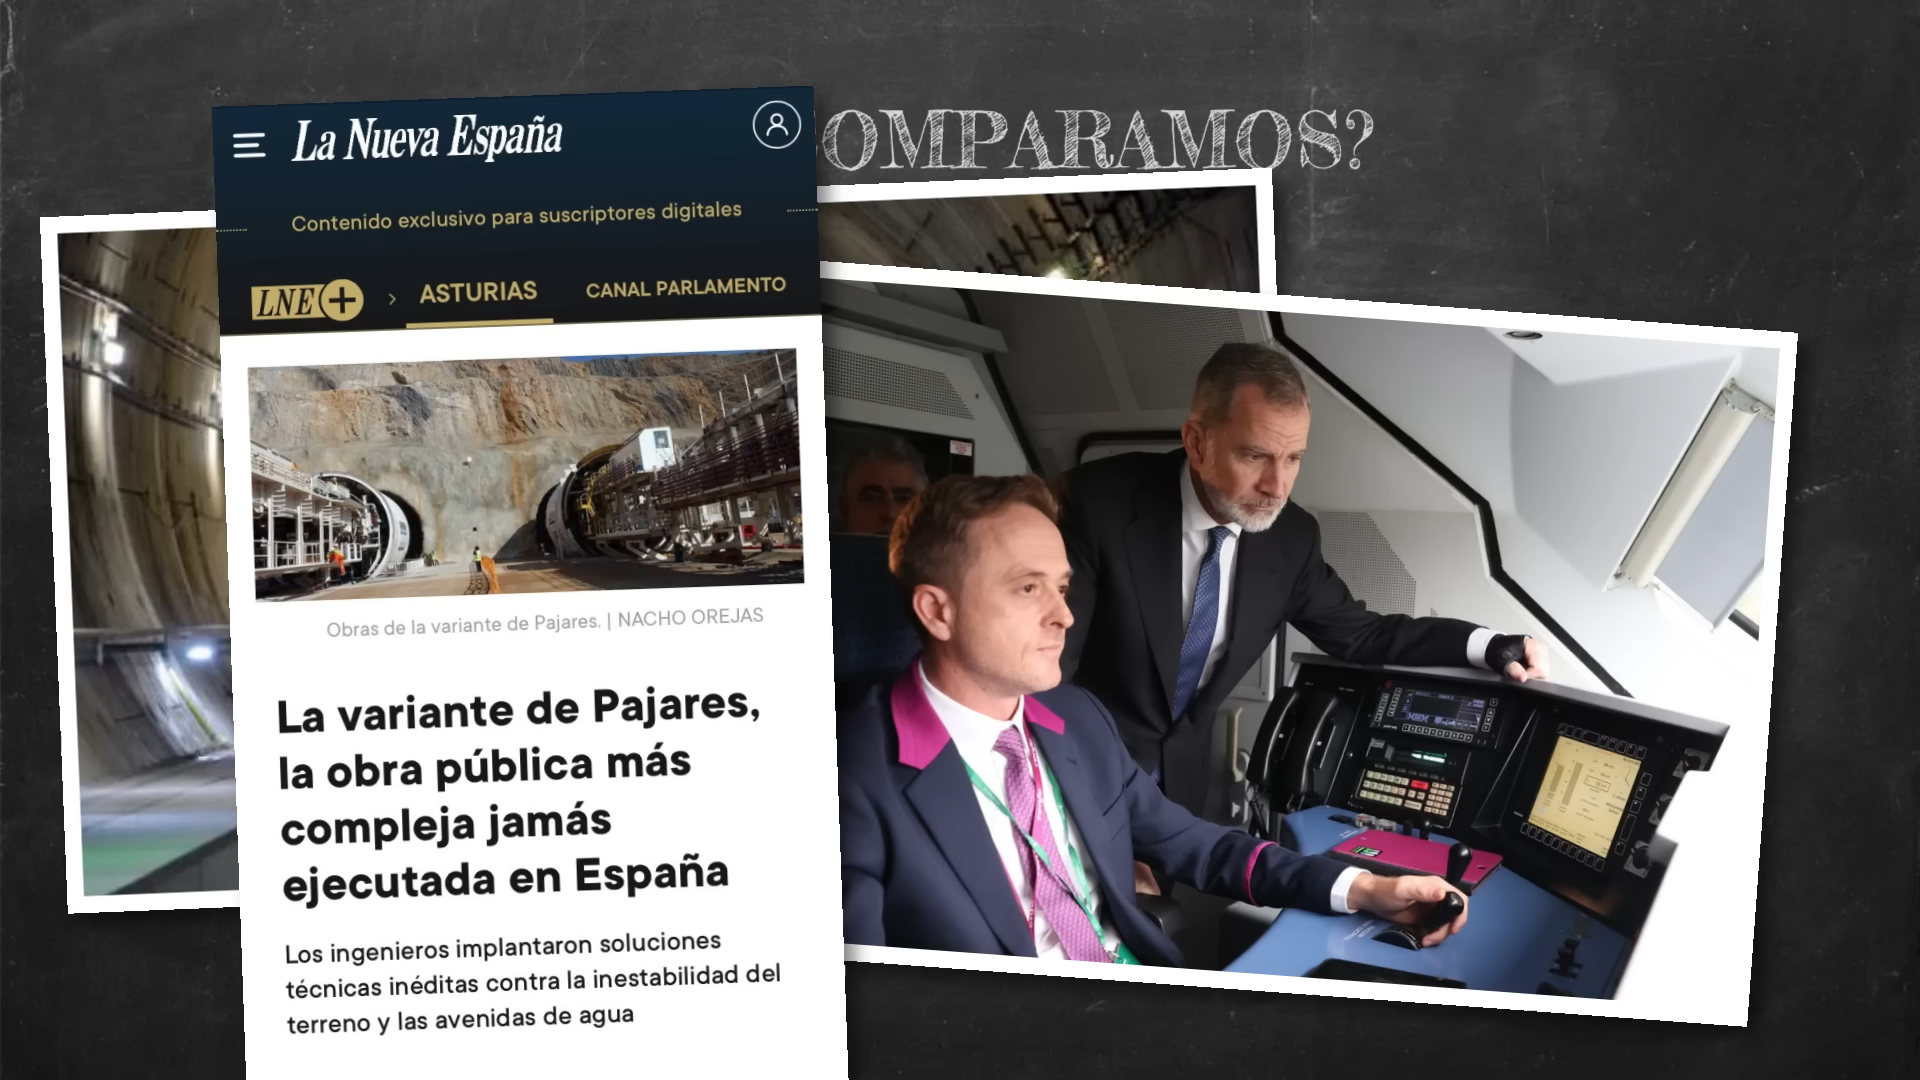 OMPARAMOS?
La Nueva España
Contenido exclusivo para suscriptores digitales
LNE+ > ASTURIAS CANAL PARLAMENTO
Obras de la variante de Pajares. | NACHO OREJAS
La variante de Pajares,
la obra pública más
compleja jamás
ejecutada en España
Los ingenieros implantaron soluciones
técnicas inéditas contra la inestabilidad del
terreno y las avenidas de agua